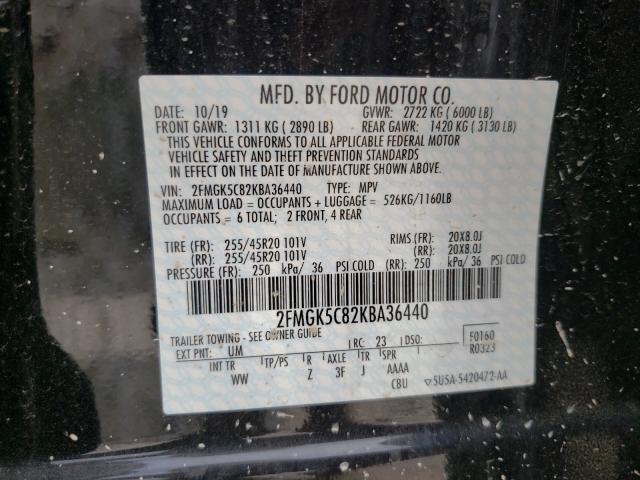 MFD. BY FORD MOTOR CO.
DATE: 10/19 GVWR: 2722 KG ( 6000 LB)
FRONT GAWR: 1311 KG ( 2890 LB) REAR GAWR: 1420 KG ( 3130 LB)
THIS VEHICLE CONFORMS TO ALL APPLICABLE FEDERAL MOTOR
VEHICLE SAFETY AND THEFT PREVENTION STANDARDS
IN EFFECT ON THE DATE OF MANUFACTURE SHOWN ABOVE.
VIN: 2FMGK5C82KBA36440 TYPE: MPV
MAXIMUM LOAD = OCCUPANTS + LUGGAGE = 526KG/1160LB
OCCUPANTS = 6 TOTAL; 2 FRONT, 4 REAR
TIRE (FR): 255/45R20 101V RIMS (FR): 20X8.0J
(RR): 255/45R20 101V (RR): 20X8.0J
PRESSURE (FR): 250 kPa/ 36 PSI COLD (RR): 250 kPa/ 36 PSI COLD
2FMGK5C82KBA36440
TRAILER TOWING - SEE OWNER GUIDE
EXT PNT: UM RC: 23 DSO: 50160
R0323
INT TR TP/PS R AXLE TR SPR
WW Z 3F J AAAA
CBU 5U5A-5420472-AA